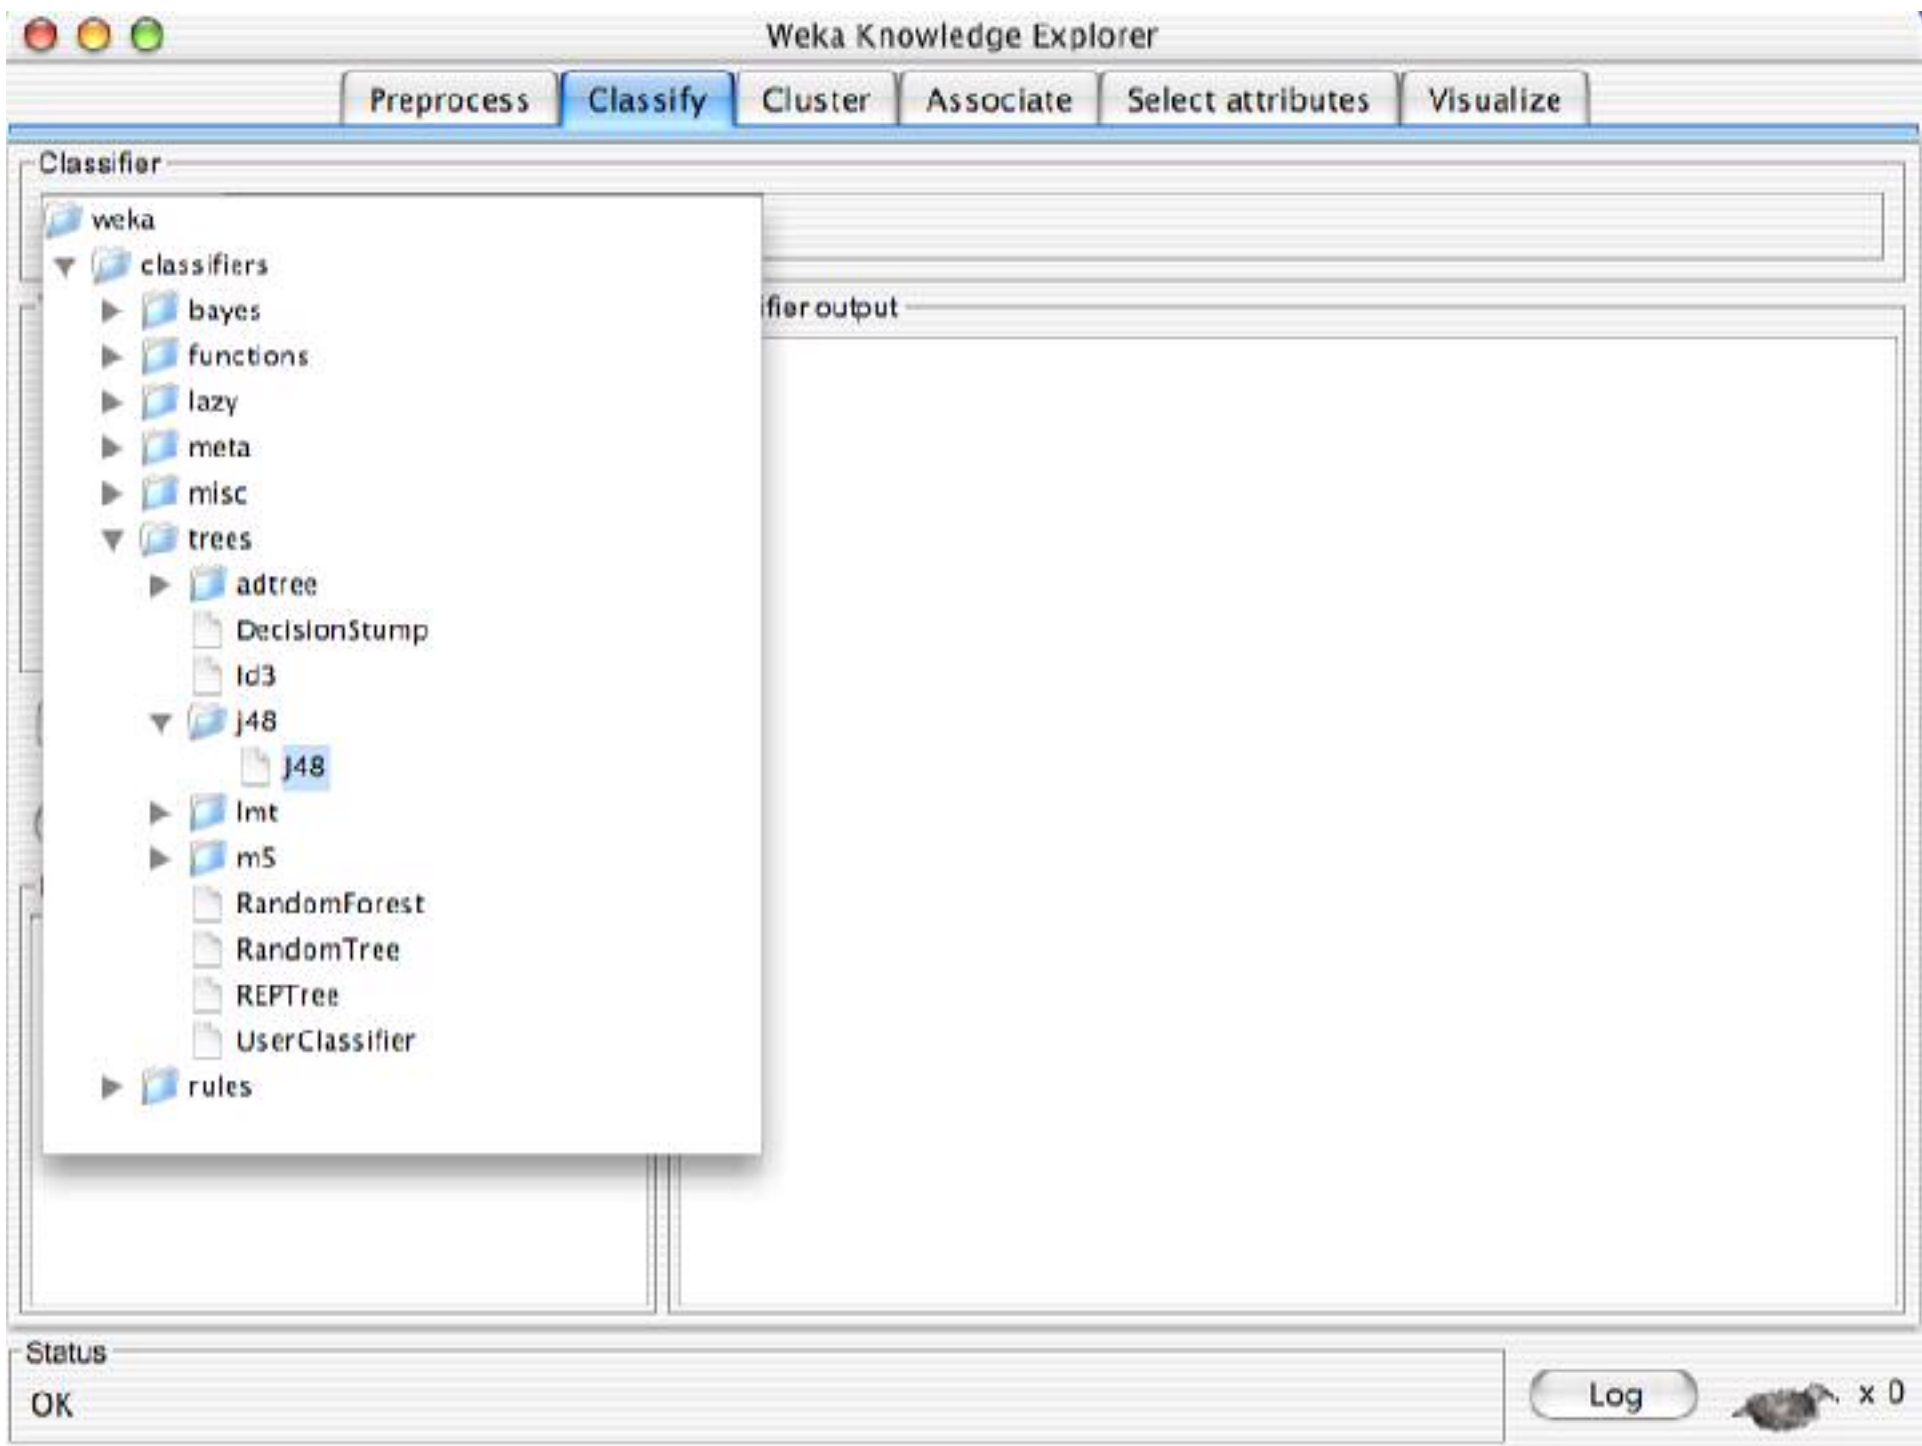 Weka Knowledge Explorer
Preprocess Classify Cluster Associate Select attributes Visualize
Classifier
weka
classifiers
bayes
ifier output
functions
lazy
meta
misc
trees
adtree
DecisionStump
Id3
j48
J48
lmt
m5
RandomForest
RandomTree
REPTree
UserClassifier
rules
Status
OK
Log x 0